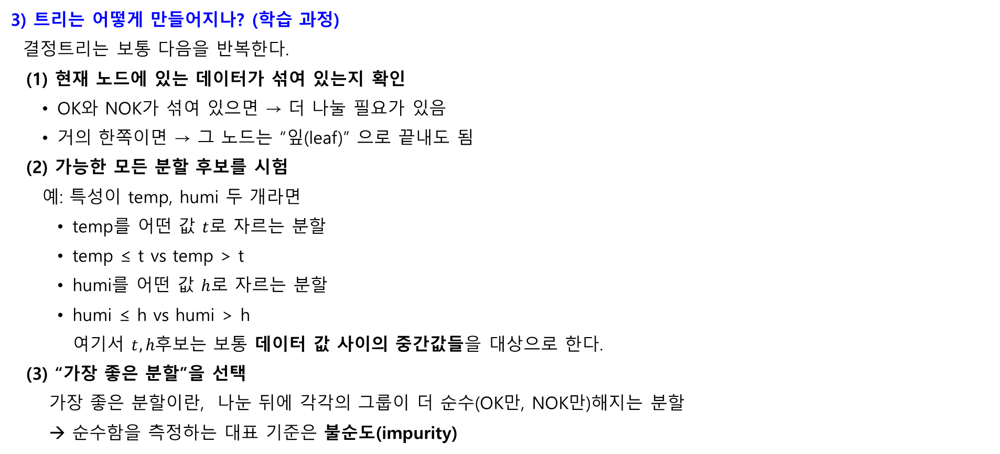 3) 트리는 어떻게 만들어지나? (학습 과정)
결정트리는 보통 다음을 반복한다.
(1) 현재 노드에 있는 데이터가 섞여 있는지 확인
• OK와 NOK가 섞여 있으면 → 더 나눌 필요가 있음
• 거의 한쪽이면 → 그 노드는 “잎(leaf)” 으로 끝내도 됨
(2) 가능한 모든 분할 후보를 시험
예: 특성이 temp, humi 두 개라면
• temp를 어떤 값 t로 자르는 분할
• temp ≤ t vs temp > t
• humi를 어떤 값 h로 자르는 분할
• humi ≤ h vs humi > h
여기서 t, h후보는 보통 데이터 값 사이의 중간값들을 대상으로 한다.
(3) “가장 좋은 분할”을 선택
가장 좋은 분할이란, 나눈 뒤에 각각의 그룹이 더 순수(OK만, NOK만)해지는 분할
→ 순수함을 측정하는 대표 기준은 불순도(impurity)